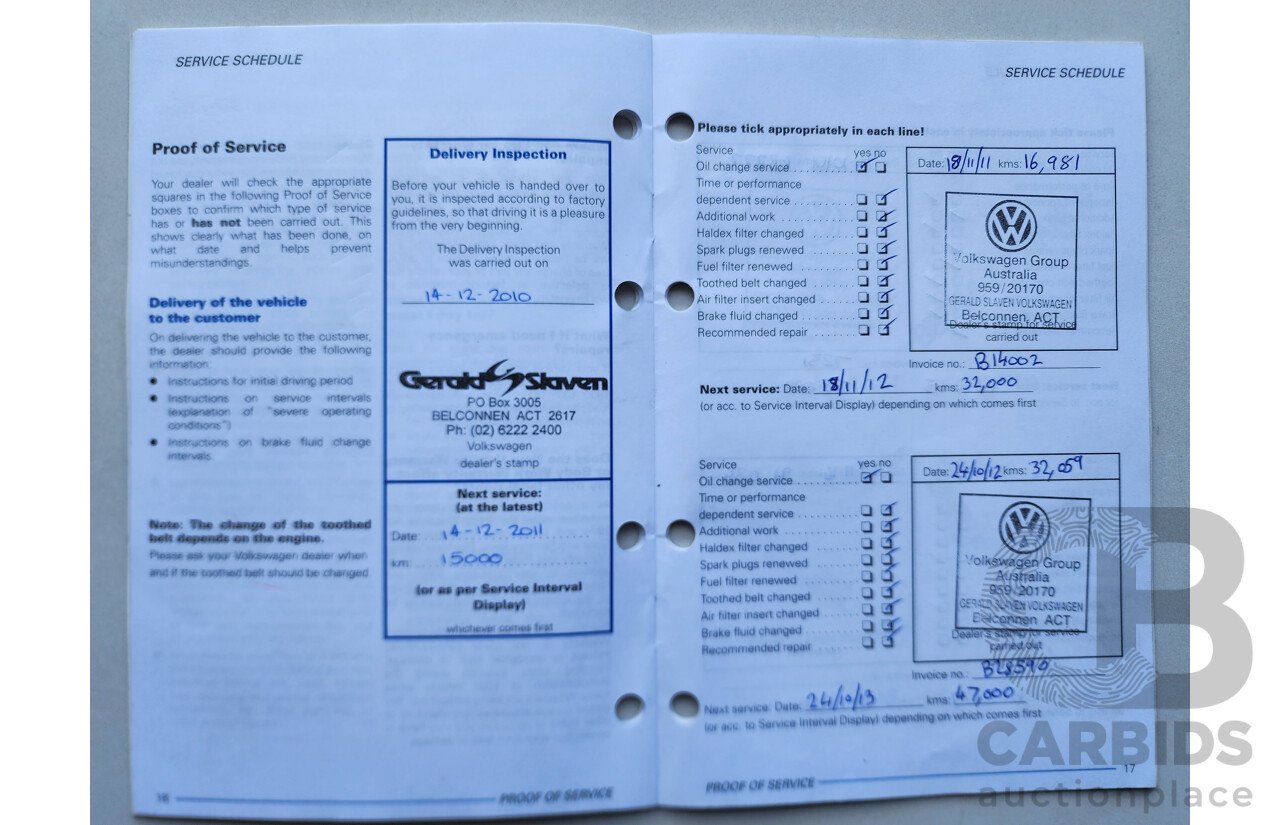 SERVICE SCHEDULE
Proof of Service
Your dealer will check the appropriate
squares in the following Proof of Service
boxes to confirm which type of service
has or has not been carried out. This
shows clearly what has been done, on
what date and helps prevent
misunderstandings.
Delivery of the vehicle
to the customer
On delivering the vehicle to the customer,
the dealer should provide the following
information:
● Instructions for initial driving period
● Instructions on service intervals
(explanation of "severe operating
conditions")
● Instructions on brake fluid change
intervals.
Note: The change of the toothed
belt depends on the engine.
Please ask your Volkswagen dealer when
and if the toothed belt should be changed
Delivery Inspection
Before your vehicle is handed over to
you, it is inspected according to factory
guidelines, so that driving it is a pleasure
from the very beginning.
The Delivery Inspection
was carried out on
14-12-2010
Gerald Slaven
PO Box 3005
BELCONNEN ACT 2617
Ph: (02) 6222 2400
Volkswagen
dealer's stamp
Next service:
(at the latest)
Date: 14-12-2011
km: 15000
(or as per Service Interval
Display)
whichever comes first
16 PROOF OF SERVICE
SERVICE SCHEDULE
Please tick appropriately in each line!
Service yes no
Oil change service
Time or performance
dependent service
Additional work
Haldex filter changed
Spark plugs renewed
Fuel filter renewed
Toothed belt changed
Air filter insert changed
Brake fluid changed
Recommended repair
Date: 18/11/11 kms: 16,981
Volkswagen Group
Australia
959/20170
GERALD SLAVEN VOLKSWAGEN
Belconnen, ACT
Dealer's stamp for service
carried out
Invoice no.: B14002
Next service: Date: 18/11/12 kms: 32,000
(or acc. to Service Interval Display) depending on which comes first
Service yes no
Oil change service
Time or performance
dependent service
Additional work
Haldex filter changed
Spark plugs renewed
Fuel filter renewed
Toothed belt changed
Air filter insert changed
Brake fluid changed
Recommended repair
Date: 24/10/12 kms: 32,059
Volkswagen Group
Australia
959/20170
GERALD SLAVEN VOLKSWAGEN
Belconnen ACT
Dealer's stamp for service
carried out
Invoice no.: B28590
Next service: Date: 24/10/13 kms: 47,000
(or acc. to Service Interval Display) depending on which comes first
PROOF OF SERVICE 17
B
CARBIDS
auctionplace